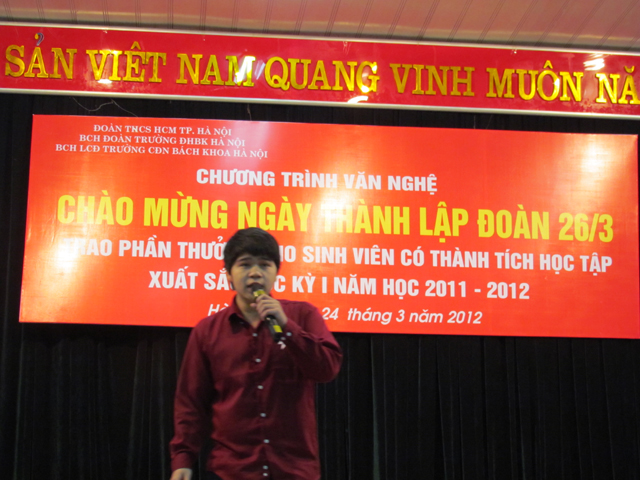 SẢN VIỆT NAM QUANG VINH MUÔN NĂ
ĐOÀN TNCS HCM TP. HÀ NỘI
BCH ĐOÀN TRƯỜNG ĐHBK HÀ NỘI
BCH LCĐ TRƯỜNG CĐN BÁCH KHOA HÀ NỘI
CHƯƠNG TRÌNH VĂN NGHỆ
CHÀO MỪNG NGÀY THÀNH LẬP ĐOÀN 26/3
PHẦN SINH VIÊN CÓ THÀNH TÍCH HỌC TẬP
XUẤT KỲ I NĂM HỌC 2011 - 2012
24 tháng 3 năm 2012